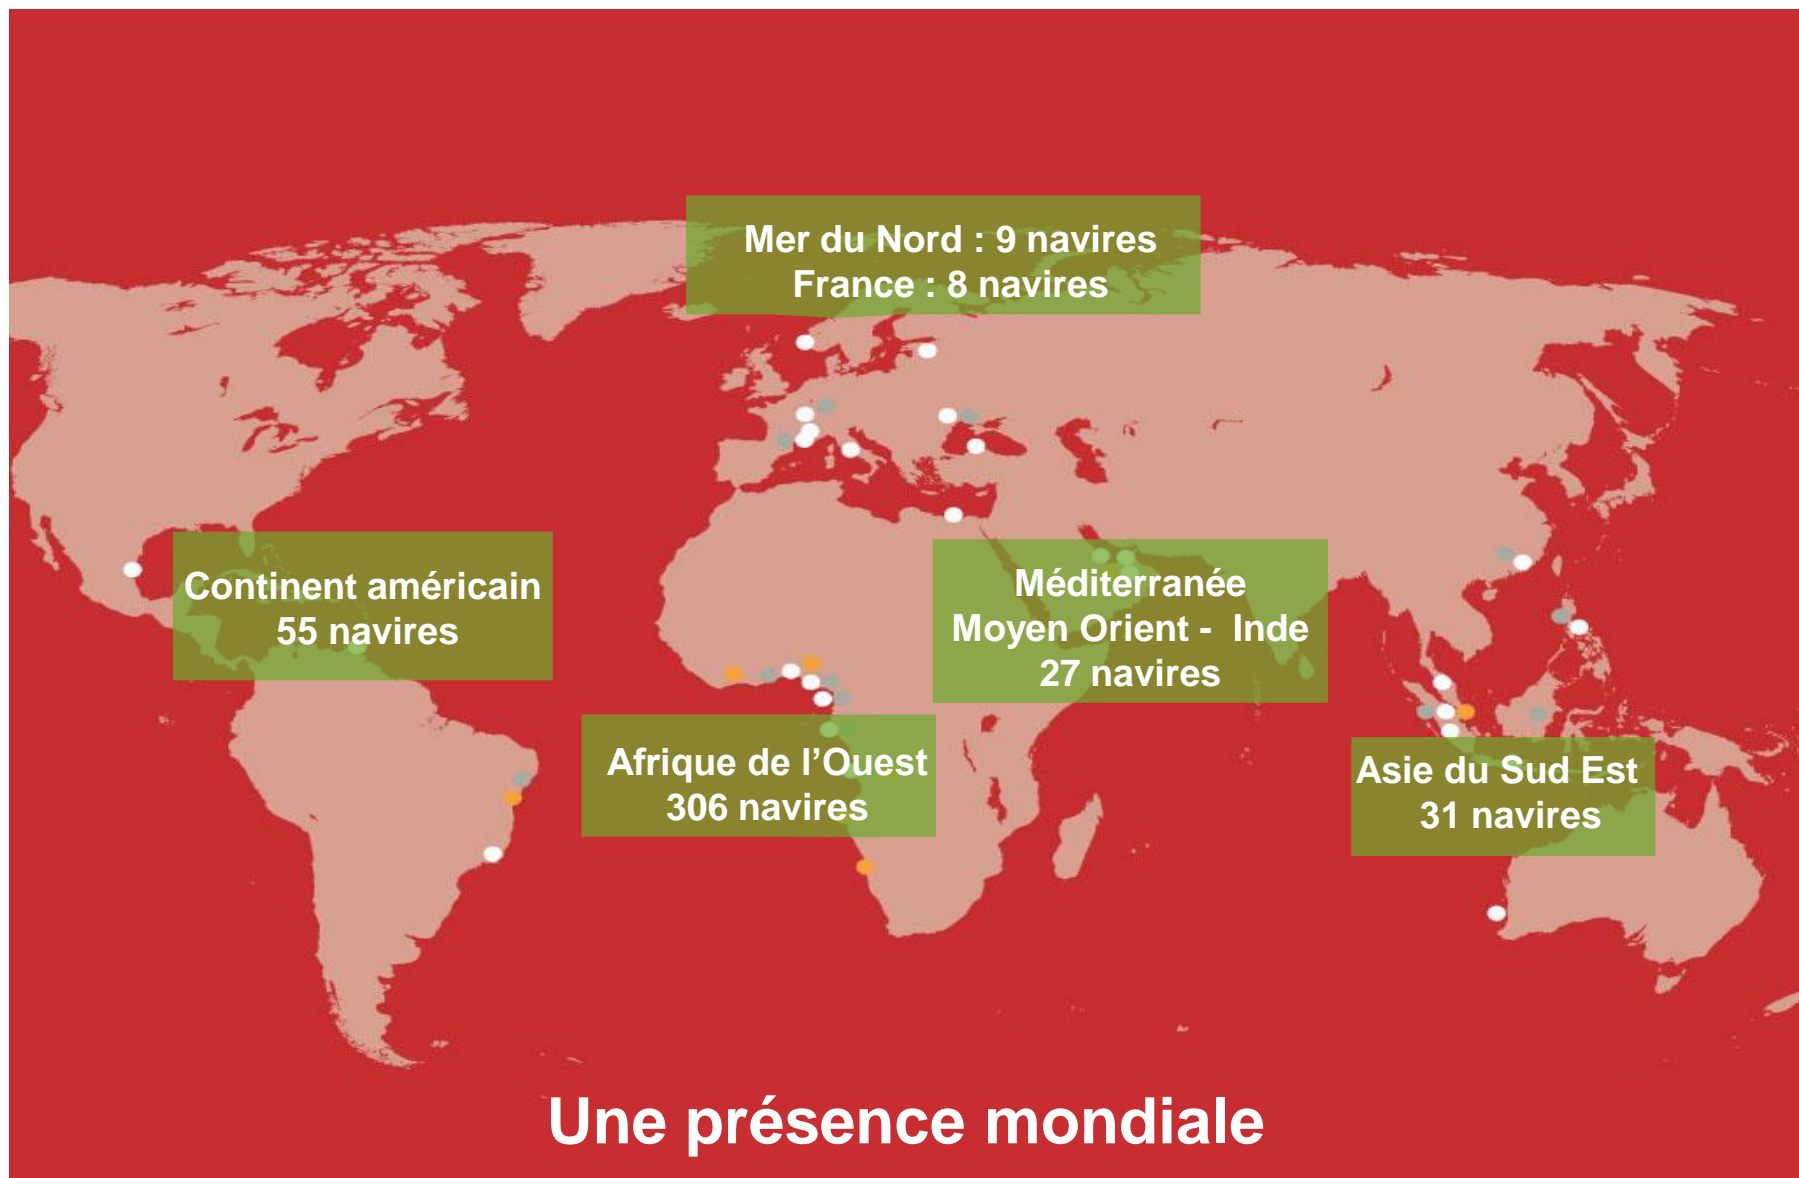 Mer du Nord : 9 navires
France : 8 navires
Continent américain
55 navires
Méditerranée
Moyen Orient - Inde
27 navires
Afrique de l’Ouest
306 navires
Asie du Sud Est
31 navires
Une présence mondiale